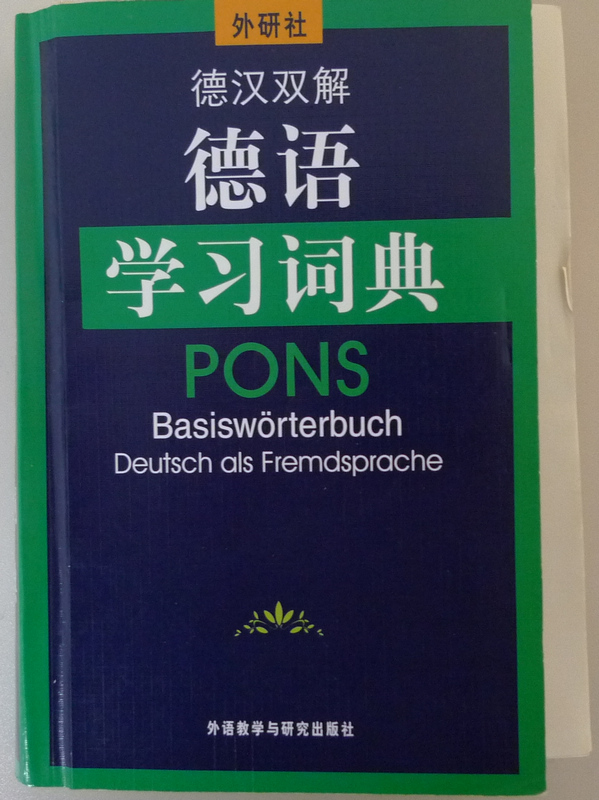 外研社
德汉双解
德语
学习词典
PONS
Basiswörterbuch
Deutsch als Fremdsprache
外语教学与研究出版社